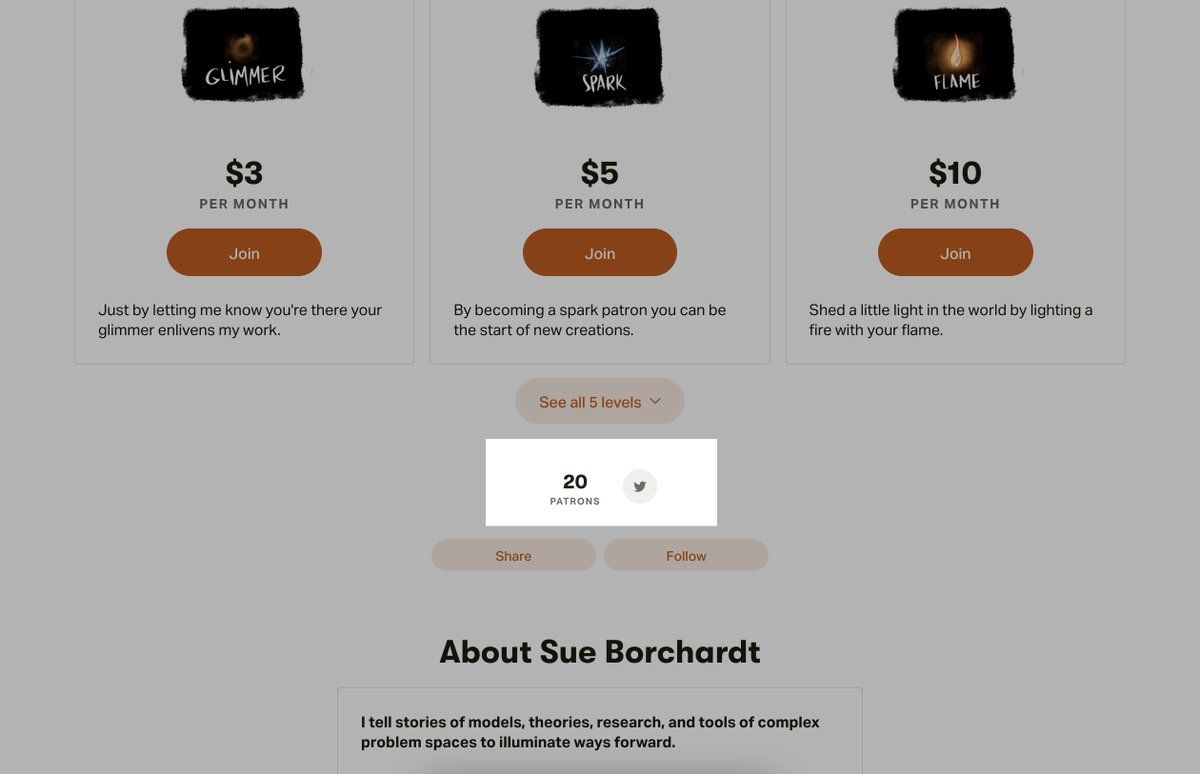 GLIMMER
$3
PER MONTH
Join
Just by letting me know you're there your
glimmer enlivens my work.
SPARK
$5
PER MONTH
Join
By becoming a spark patron you can be
the start of new creations.
FLAME
$10
PER MONTH
Join
Shed a little light in the world by lighting a
fire with your flame.
See all 5 levels
20
PATRONS
Share
Follow
About Sue Borchardt
I tell stories of models, theories, research, and tools of complex
problem spaces to illuminate ways forward.